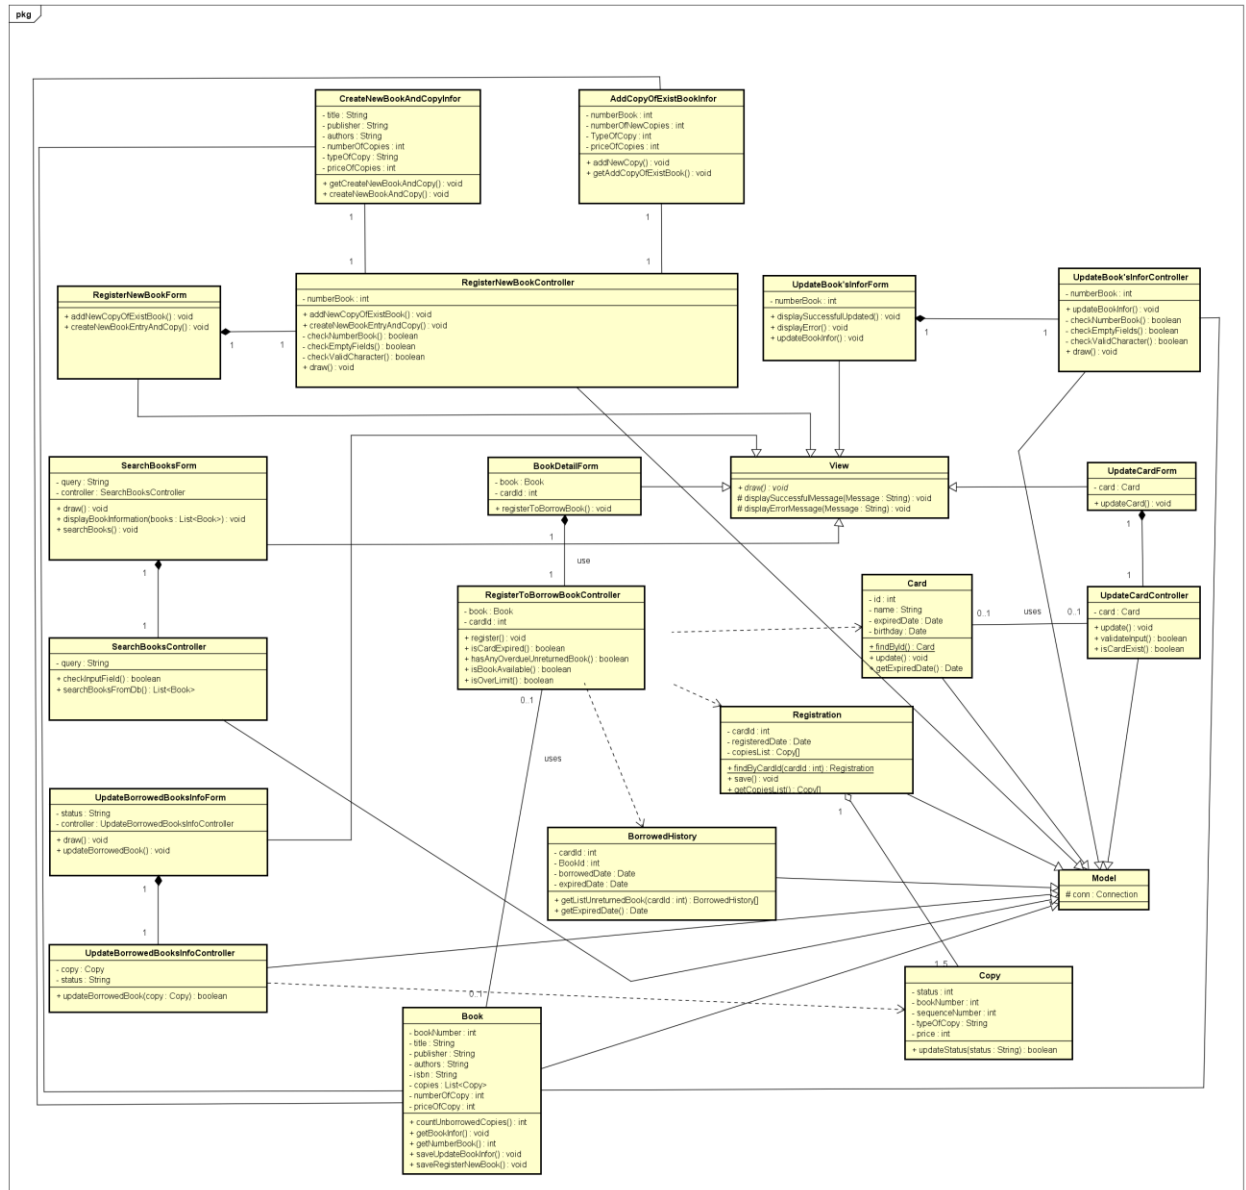 pkg
CreateNewBookAndCopyInfor
- title : String
- publisher : String
- authors : String
- numberOfCopies : int
- typeOfCopy : String
- priceOfCopies : int
+ getCreateNewBookAndCopy() : void
+ createNewBookAndCopy() : void
AddCopyOfExistBookInfor
- numberBook : int
- numberOfNewCopies : int
- TypeOfCopy : int
- priceOfCopies : int
+ addNewCopy() : void
+ getAddCopyOfExistBook() : void
1
1
1
1
RegisterNewBookForm
+ addNewCopyOfExistBook() : void
+ createNewBookEntryAndCopy() : void
1
1
RegisterNewBookController
- numberBook : int
+ addNewCopyOfExistBook() : void
+ createNewBookEntryAndCopy() : void
- checkNumberBook() : boolean
- checkEmptyFields() : boolean
- checkValidCharacter() : boolean
+ draw() : void
UpdateBook'sInforForm
- numberBook : int
+ displaySuccessfulUpdated() : void
+ displayError() : void
+ updateBookInfor() : void
1
1
UpdateBook'sInforController
- numberBook : int
+ updateBookInfor() : void
- checkNumberBook() : boolean
- checkEmptyFields() : boolean
- checkValidCharacter() : boolean
+ draw() : void
SearchBooksForm
- query : String
- controller : SearchBooksController
+ draw() : void
+ displayBookInformation(books : List<Book>) : void
+ searchBooks() : void
1
1
BookDetailForm
- book : Book
- cardId : int
+ registerToBorrowBook() : void
1
use
1
View
+ draw() : void
# displaySuccessfulMessage(Message : String) : void
# displayErrorMessage(Message : String) : void
UpdateCardForm
- card : Card
+ updateCard() : void
1
1
SearchBooksController
- query : String
+ checkInputField() : boolean
+ searchBooksFromDb() : List<Book>
RegisterToBorrowBookController
- book : Book
- cardId : int
+ register() : void
+ isCardExpired() : boolean
+ hasAnyOverdueUnreturnedBook() : boolean
+ isBookAvailable() : boolean
+ isOverLimit() : boolean
0..1
uses
0..1
Card
- id : int
- name : String
- expiredDate : Date
- birthday : Date
+ findById() : Card
+ update() : void
+ getExpiredDate() : Date
0..1
uses
0..1
UpdateCardController
- card : Card
+ update() : void
+ validateInput() : boolean
+ isCardExist() : boolean
Registration
- cardId : int
- registeredDate : Date
- copiesList : Copy[]
+ findByCardId(cardId : int) : Registration
+ save() : void
+ getCopiesList() : Copy[]
1
1..5
UpdateBorrowedBooksInfoForm
- status : String
- controller : UpdateBorrowedBooksInfoController
+ draw() : void
+ updateBorrowedBook() : void
1
1
BorrowedHistory
- cardId : int
- BookId : int
- borrowedDate : Date
- expiredDate : Date
+ getListUnreturnedBook(cardId : int) : BorrowedHistory[]
+ getExpiredDate() : Date
Model
# conn : Connection
UpdateBorrowedBooksInfoController
- copy : Copy
- status : String
+ updateBorrowedBook(copy : Copy) : boolean
Copy
- status : int
- bookNumber : int
- sequenceNumber : int
- typeOfCopy : String
- price : int
+ updateStatus(status : String) : boolean
Book
- bookNumber : int
- title : String
- publisher : String
- authors : String
- isbn : String
- copies : List<Copy>
- numberOfCopy : int
- priceOfCopy : int
+ countUnborrowedCopies() : int
+ getBookInfor() : void
+ getNumberBook() : int
+ saveUpdateBookInfor() : void
+ saveRegisterNewBook() : void